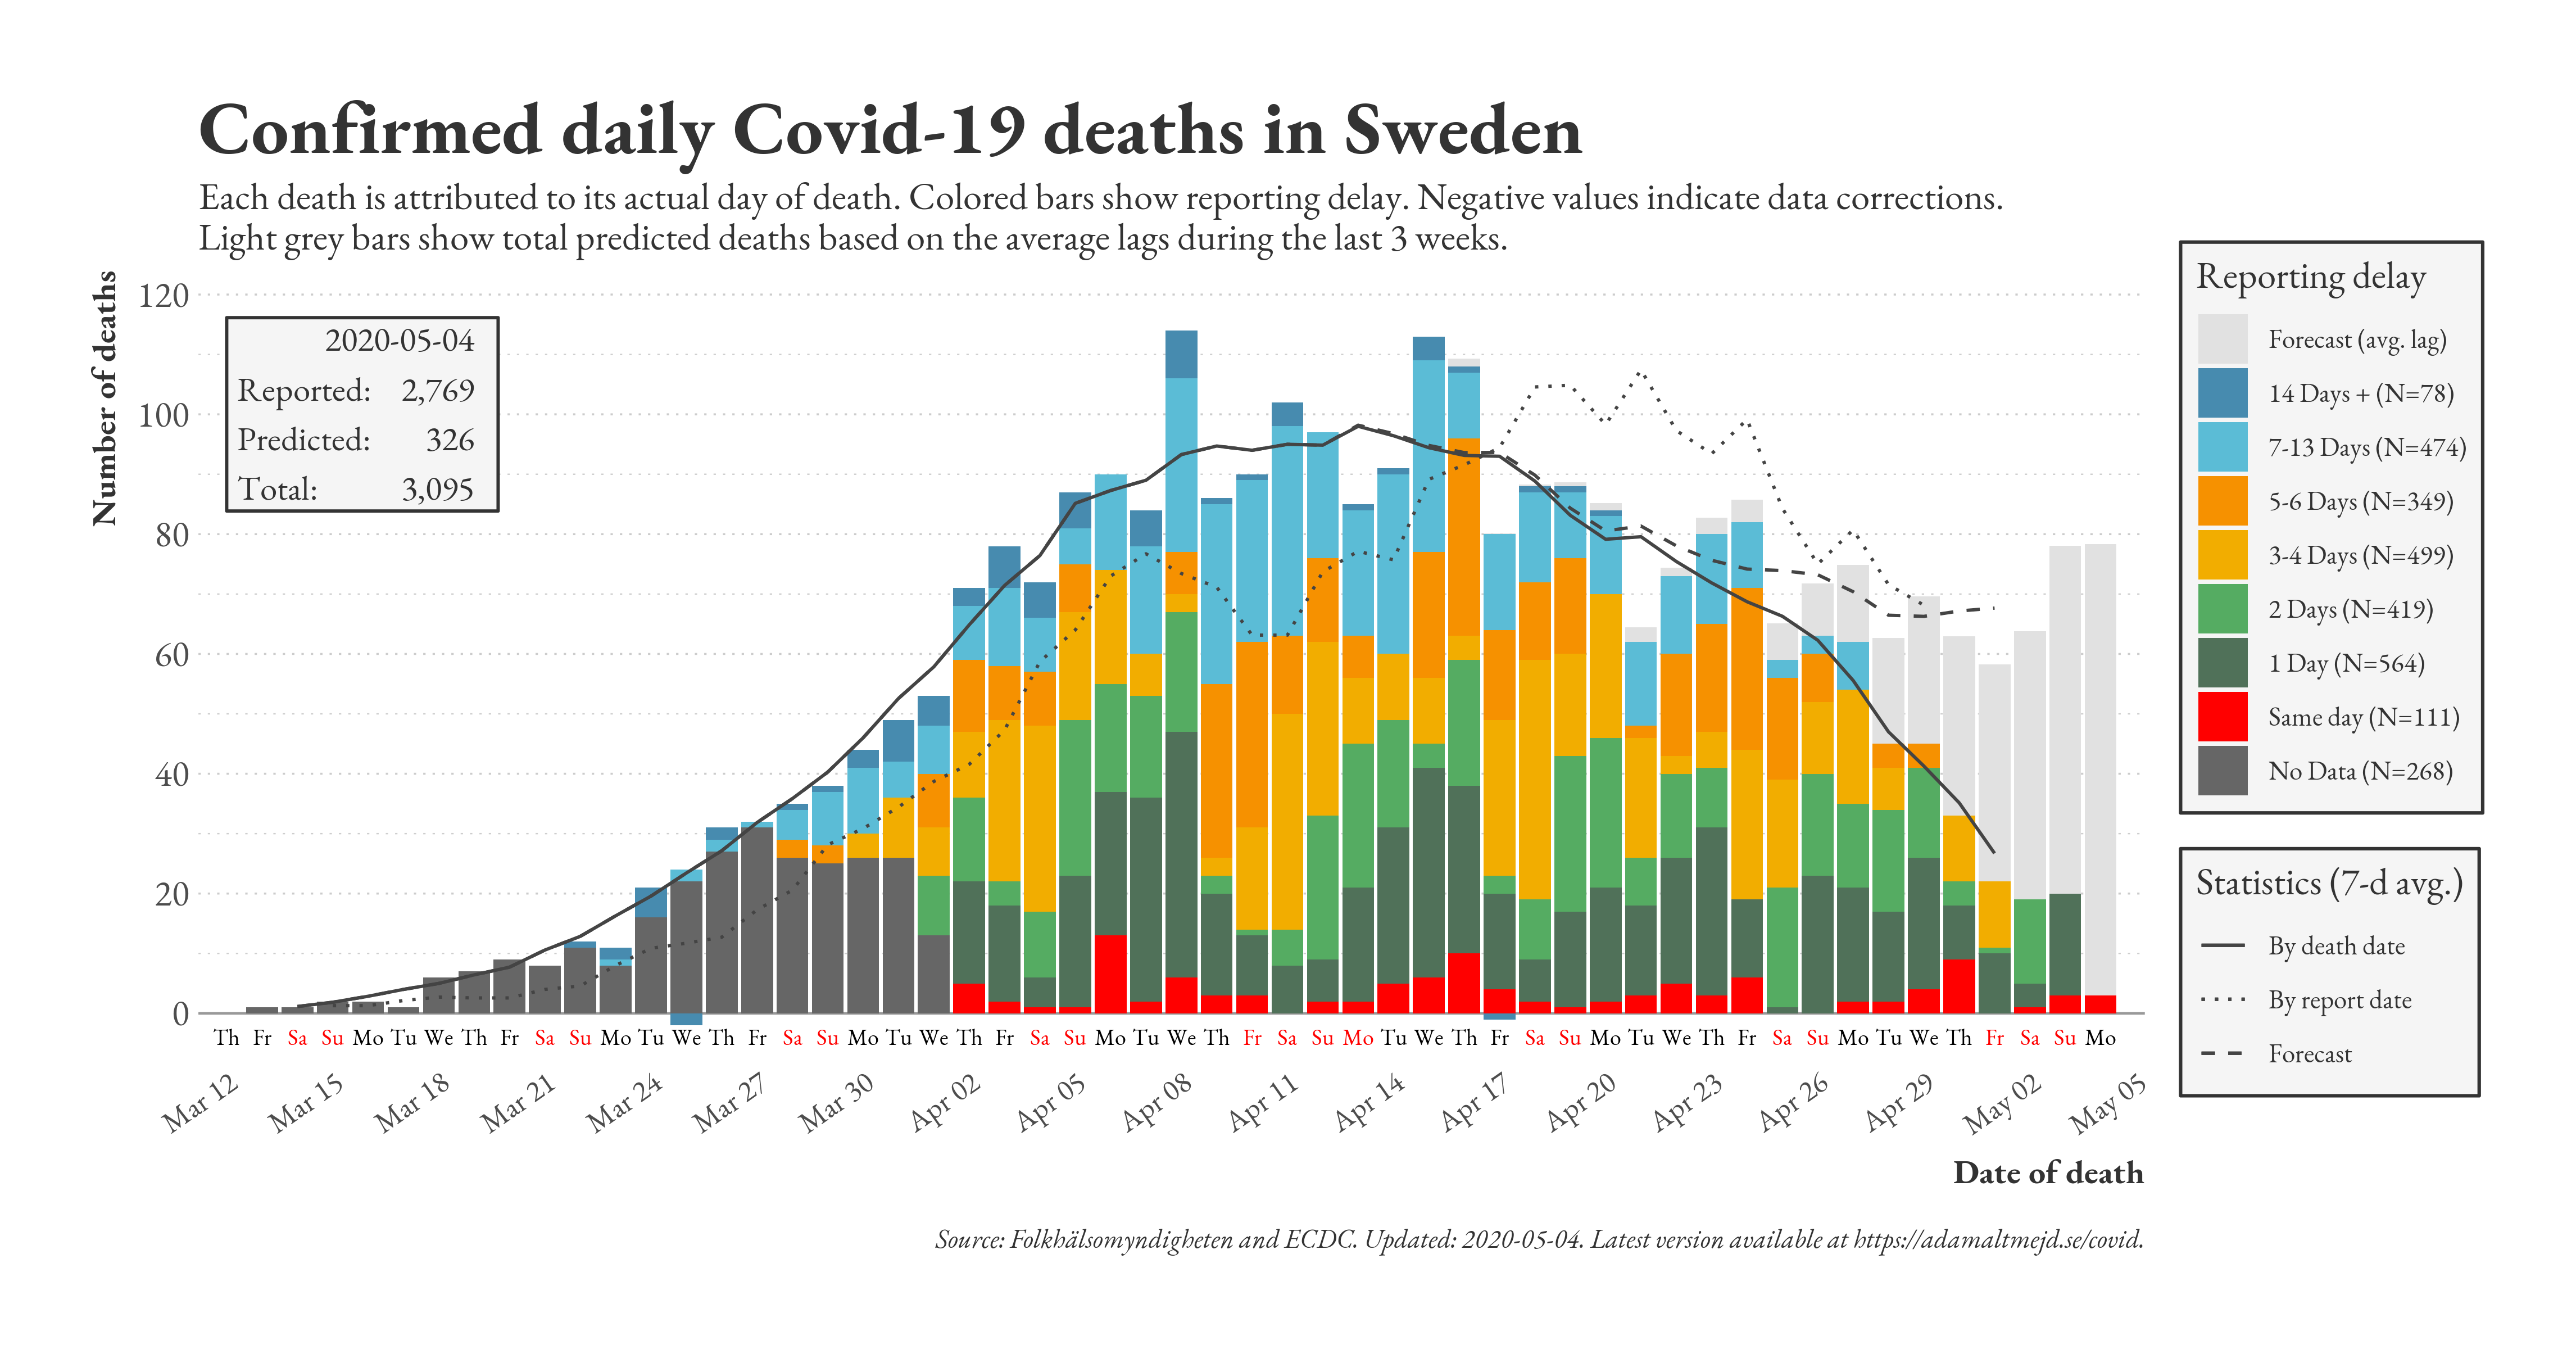 Confirmed daily Covid-19 deaths in Sweden
Each death is attributed to its actual day of death. Colored bars show reporting delay. Negative values indicate data corrections.
Light grey bars show total predicted deaths based on the average lags during the last 3 weeks.
Number of deaths
120
100
80
60
40
20
0
2020-05-04
Reported: 2,769
Predicted: 326
Total: 3,095
Reporting delay
Forecast (avg. lag)
14 Days + (N=78)
7-13 Days (N=474)
5-6 Days (N=349)
3-4 Days (N=499)
2 Days (N=419)
1 Day (N=564)
Same day (N=111)
No Data (N=268)
Statistics (7-d avg.)
By death date
By report date
Forecast
Th Fr Sa Su Mo Tu We Th Fr Sa Su Mo Tu We Th Fr Sa Su Mo Tu We Th Fr Sa Su Mo Tu We Th Fr Sa Su Mo Tu We Th Fr Sa Su Mo Tu We Th Fr Sa Su Mo Tu We Th Fr Sa Su Mo
Mar 12 Mar 15 Mar 18 Mar 21 Mar 24 Mar 27 Mar 30 Apr 02 Apr 05 Apr 08 Apr 11 Apr 14 Apr 17 Apr 20 Apr 23 Apr 26 Apr 29 May 02 May 05
Date of death
Source: Folkhälsomyndigheten and ECDC. Updated: 2020-05-04. Latest version available at https://adamaltmejd.se/covid.